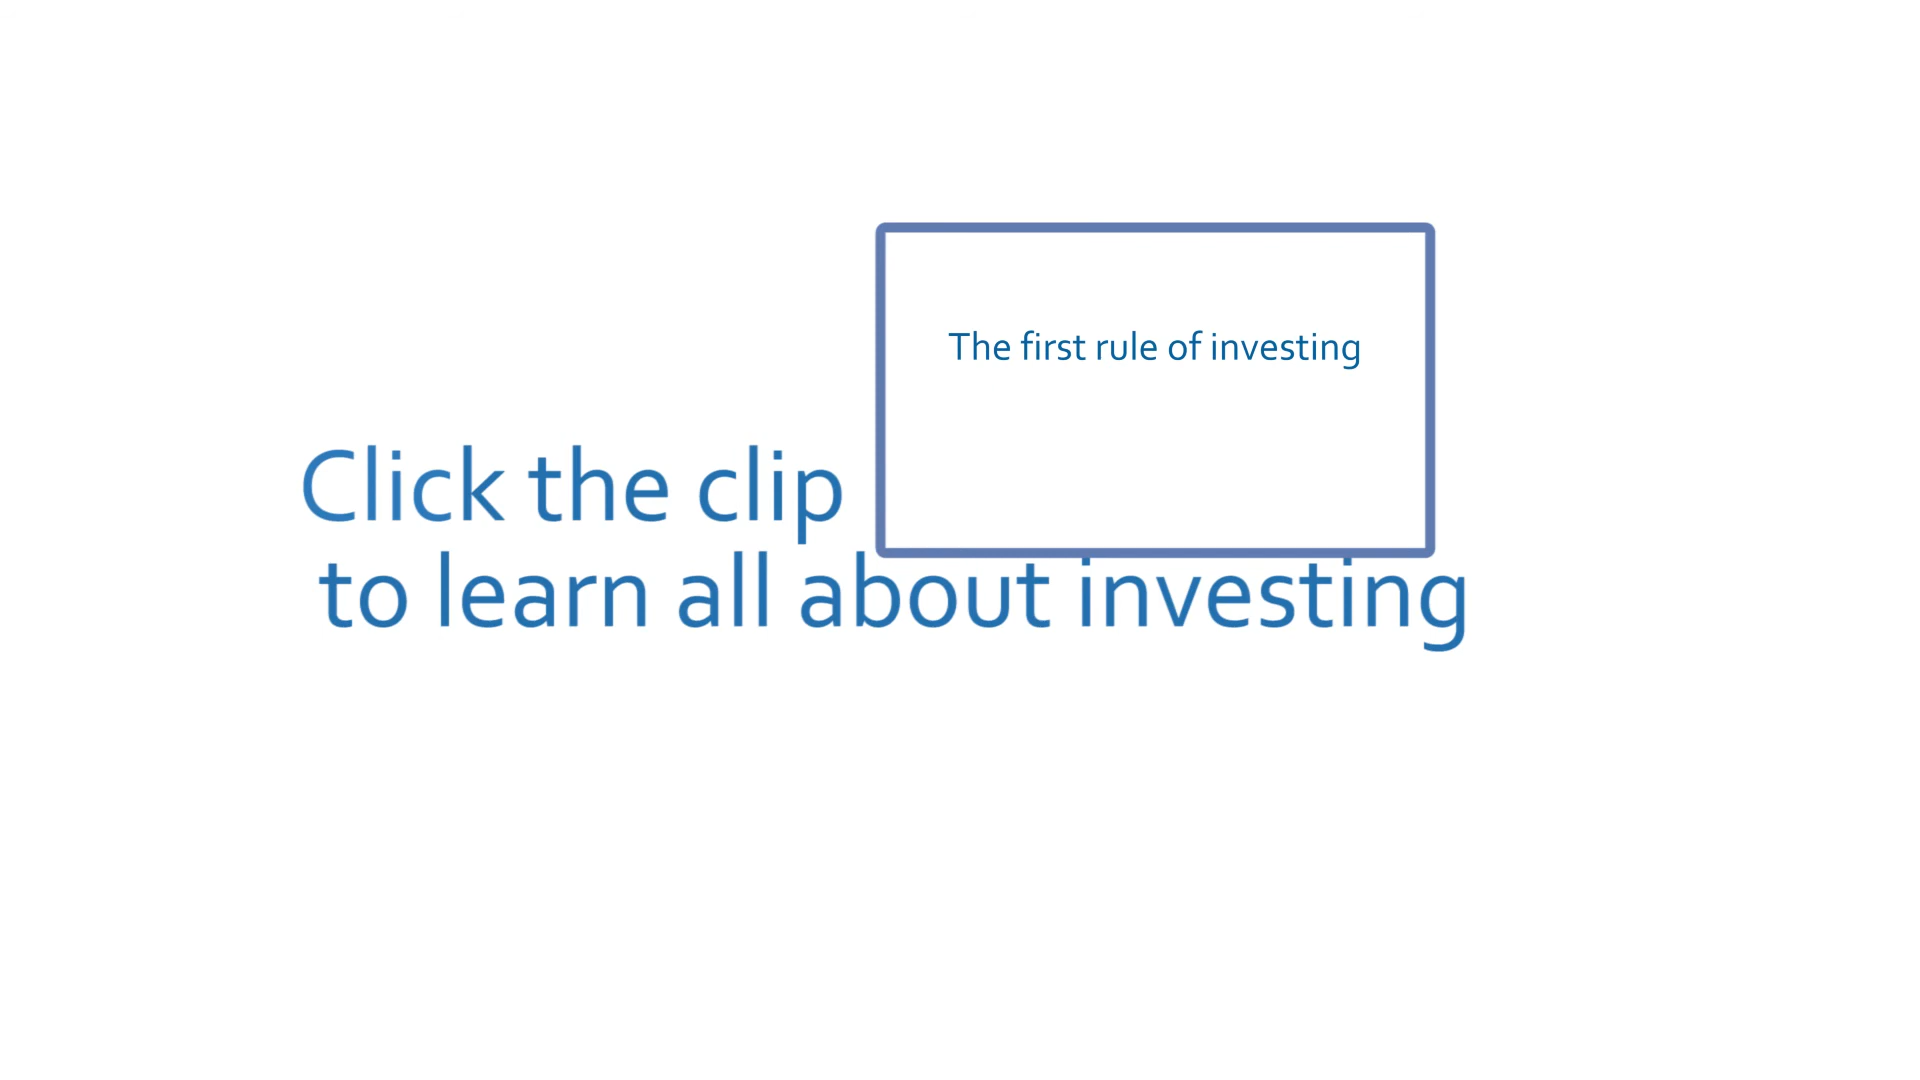 The first rule of investing
Click the clip
to learn all about investing